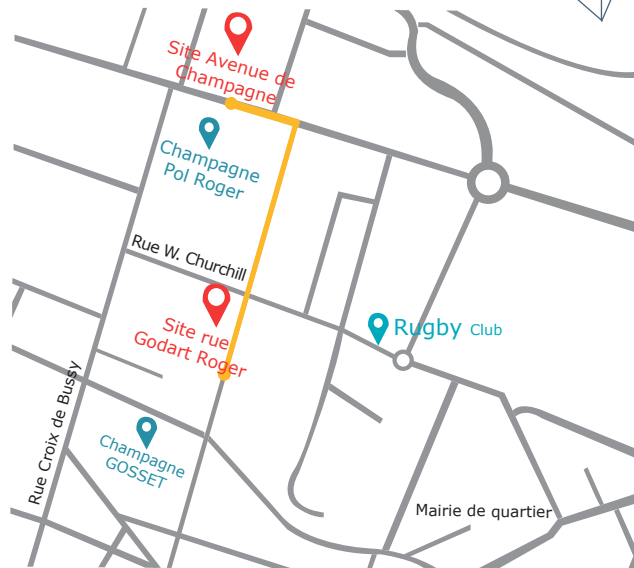 Site Avenue de
Champagne
Champagne
Pol Roger
Rue W. Churchill
Site rue
Godart Roger
Rugby Club
Rue Croix de Bussy
Champagne
GOSSET
Mairie de quartier